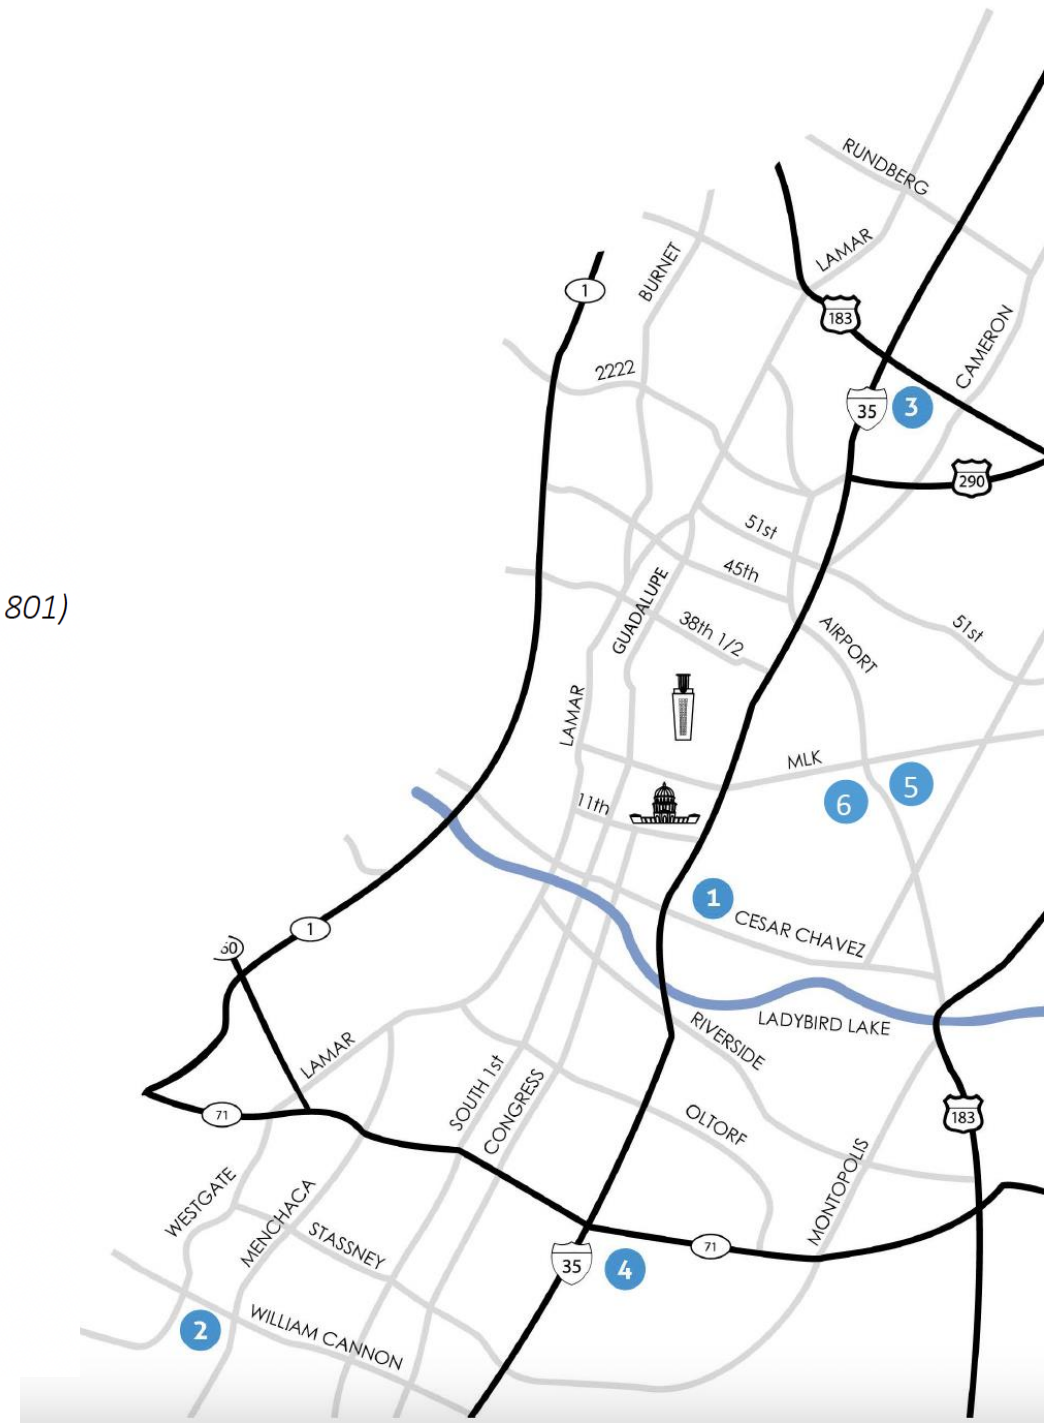 RUNDBERG
LAMAR
BURNET
1
183
CAMERON
2222
35
3
290
51st
45th
801)
GUADALUPE
38th 1/2
AIRPORT
51st
LAMAR
MLK
5
6
11th
1
CESAR CHAVEZ
1
LADYBIRD LAKE
RIVERSIDE
LAMAR
SOUTH 1st
CONGRESS
71
OLTORF
183
MONTOPOLIS
WESTGATE
MENCHACA
STASSNEY
71
35
4
2
WILLIAM CANNON